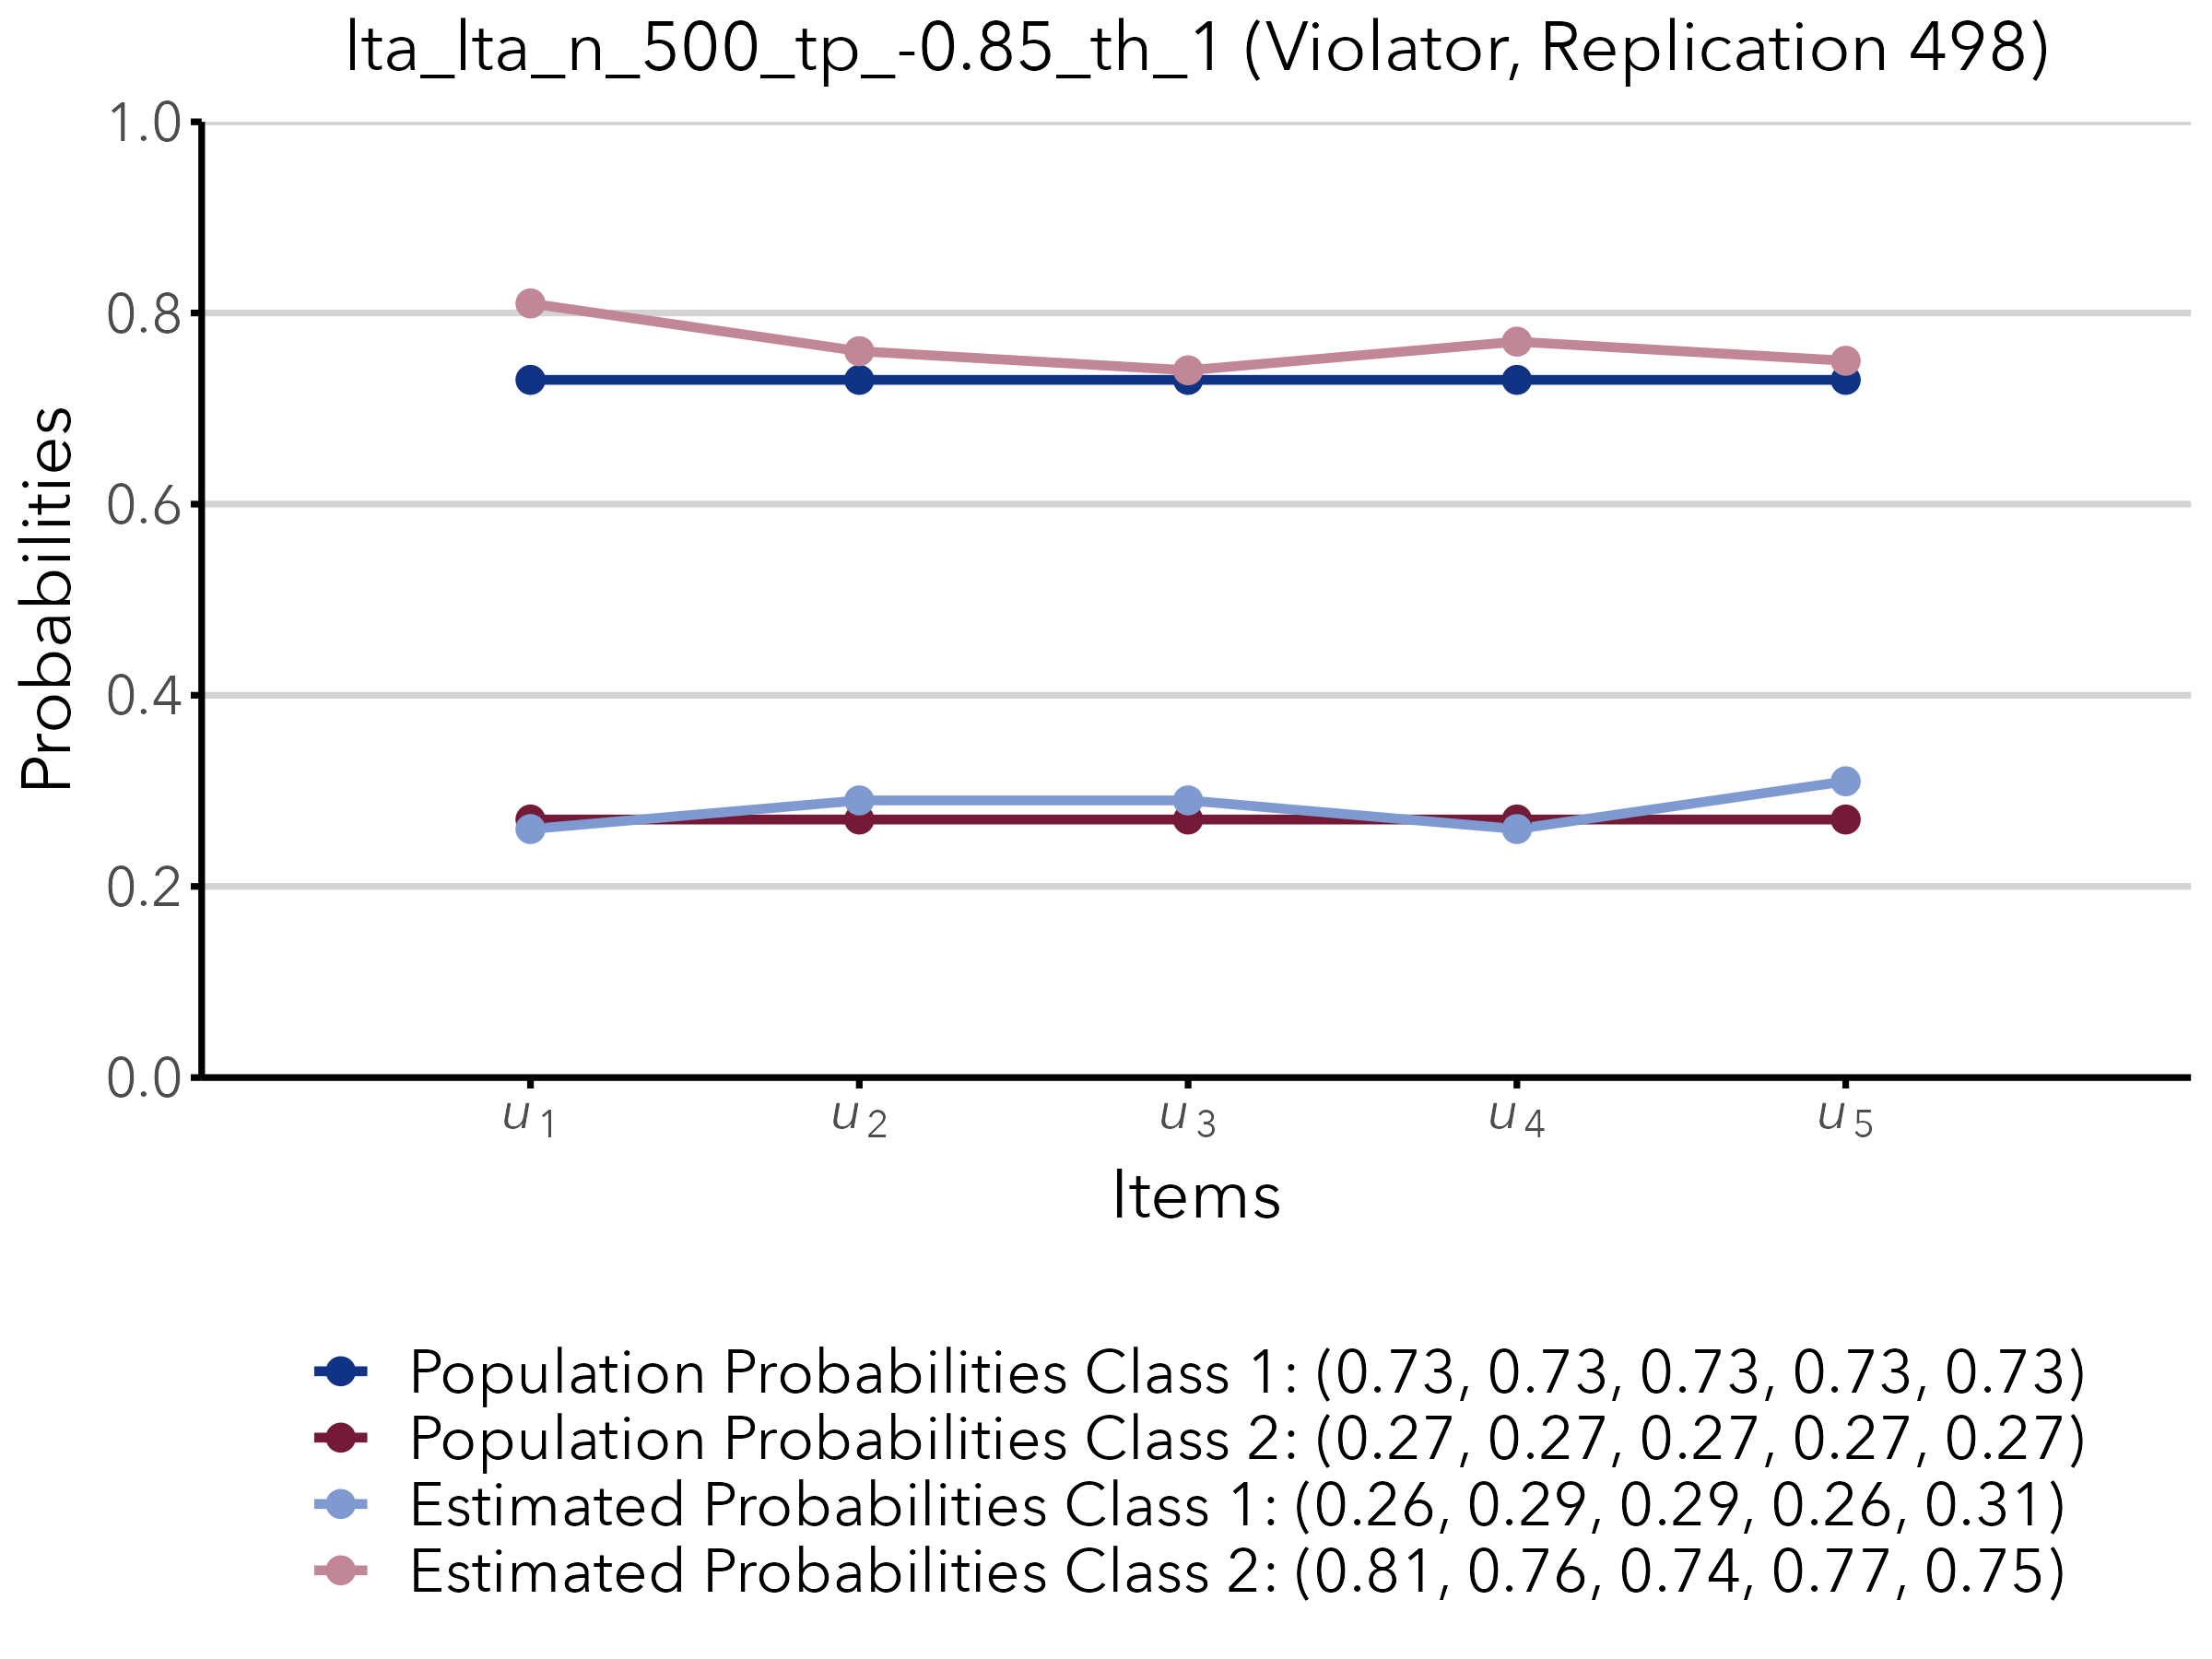 lta_lta_n_500_tp_-0.85_th_1 (Violator, Replication 498)
1.0
0.8
0.6
0.4
0.2
0.0
Probabilities
u1 u2 u3 u4 u5
Items
Population Probabilities Class 1: (0.73, 0.73, 0.73, 0.73, 0.73)
Population Probabilities Class 2: (0.27, 0.27, 0.27, 0.27, 0.27)
Estimated Probabilities Class 1: (0.26, 0.29, 0.29, 0.26, 0.31)
Estimated Probabilities Class 2: (0.81, 0.76, 0.74, 0.77, 0.75)